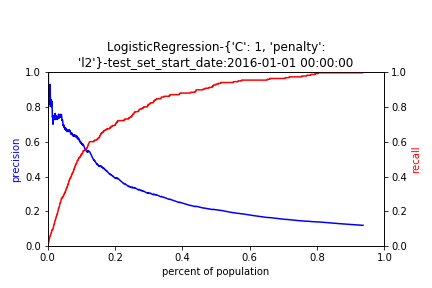 LogisticRegression-{'C': 1, 'penalty':
'l2'}-test_set_start_date:2016-01-01 00:00:00
1.0
0.8
0.6
0.4
0.2
0.0
precision
1.0
0.8
0.6
0.4
0.2
0.0
recall
0.0 0.2 0.4 0.6 0.8 1.0
percent of population